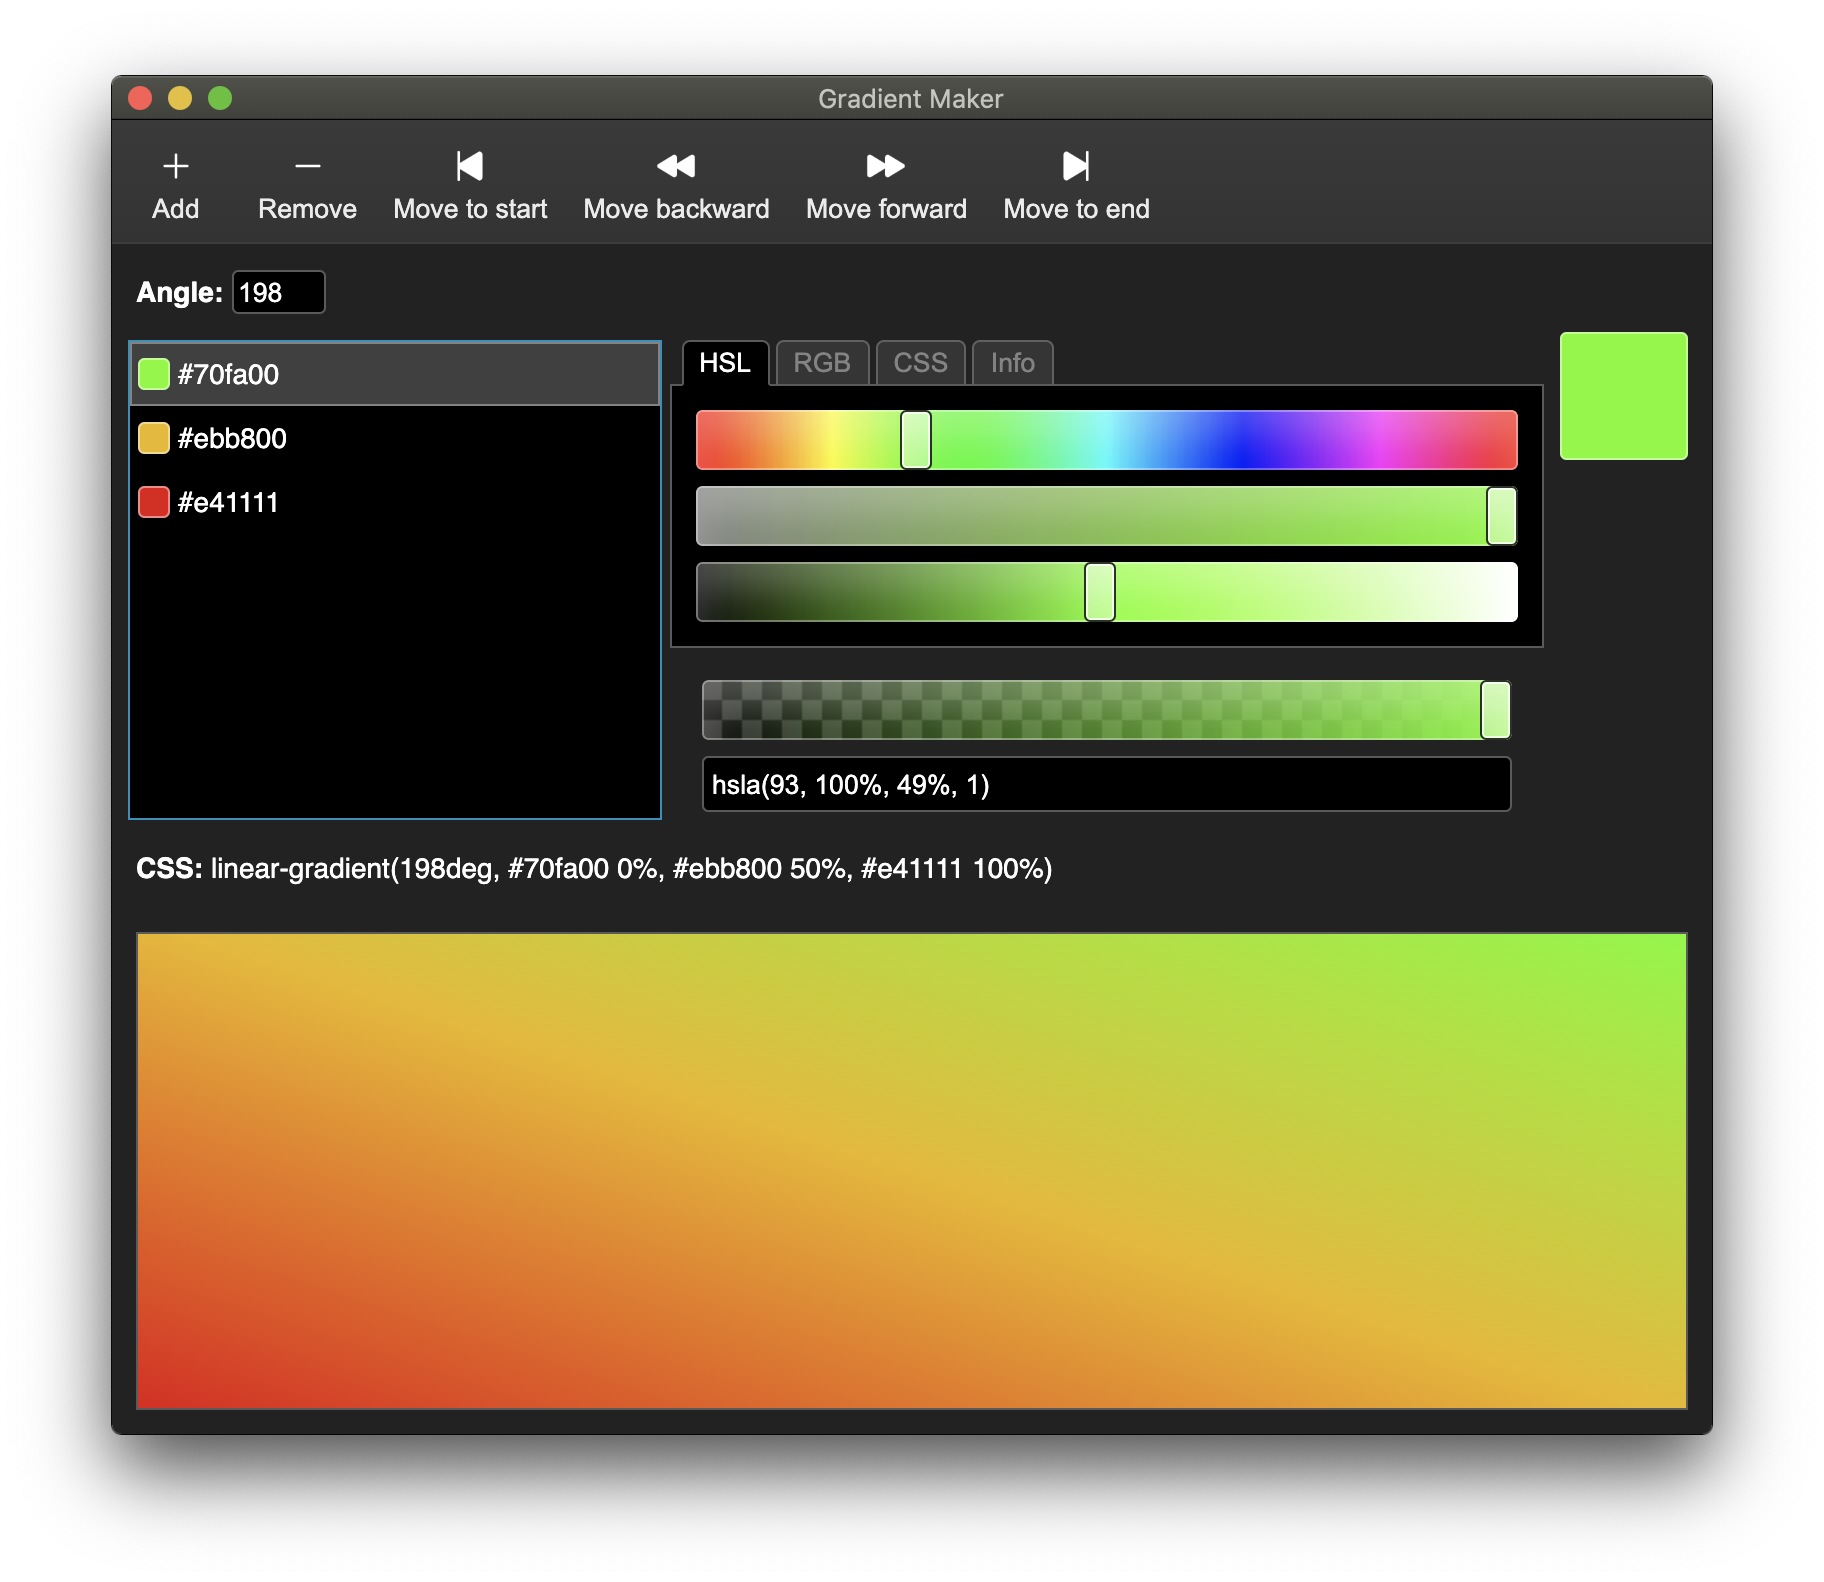 Gradient Maker
Add Remove Move to start Move backward Move forward Move to end
Angle: 198
HSL RGB CSS Info
#70fa00
#ebb800
#e41111
hsla(93, 100%, 49%, 1)
CSS: linear-gradient(198deg, #70fa00 0%, #ebb800 50%, #e41111 100%)